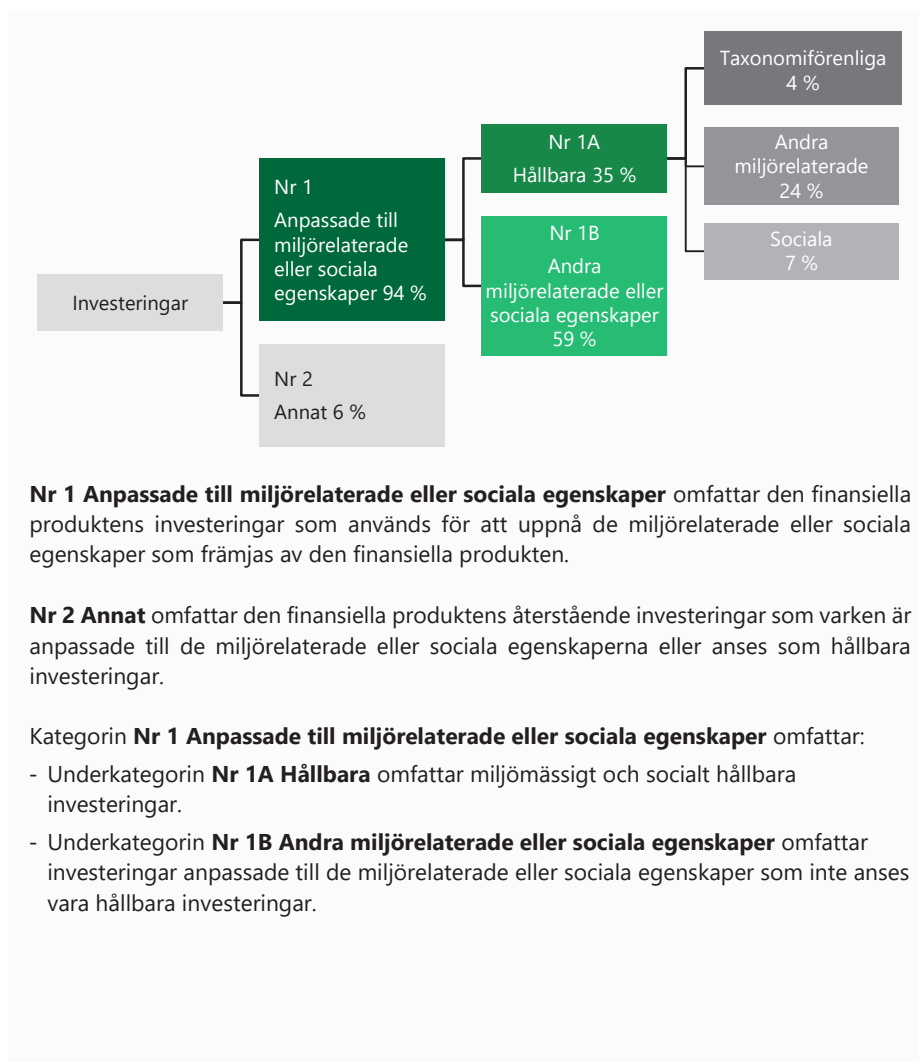 Taxonomiförenliga
4 %
Nr 1A
Hållbara 35 %
Andra
miljörelaterade
24 %
Nr 1
Anpassade till
miljörelaterade
eller sociala
egenskaper 94 %
Nr 1B
Andra
miljörelaterade eller
sociala egenskaper
59 %
Sociala
7 %
Investeringar
Nr 2
Annat 6 %
Nr 1 Anpassade till miljörelaterade eller sociala egenskaper omfattar den finansiella
produktens investeringar som används för att uppnå de miljörelaterade eller sociala
egenskaper som främjas av den finansiella produkten.
Nr 2 Annat omfattar den finansiella produktens återstående investeringar som varken är
anpassade till de miljörelaterade eller sociala egenskaperna eller anses som hållbara
investeringar.
Kategorin Nr 1 Anpassade till miljörelaterade eller sociala egenskaper omfattar:
- Underkategorin Nr 1A Hållbara omfattar miljömässigt och socialt hållbara
investeringar.
- Underkategorin Nr 1B Andra miljörelaterade eller sociala egenskaper omfattar
investeringar anpassade till de miljörelaterade eller sociala egenskaper som inte anses
vara hållbara investeringar.